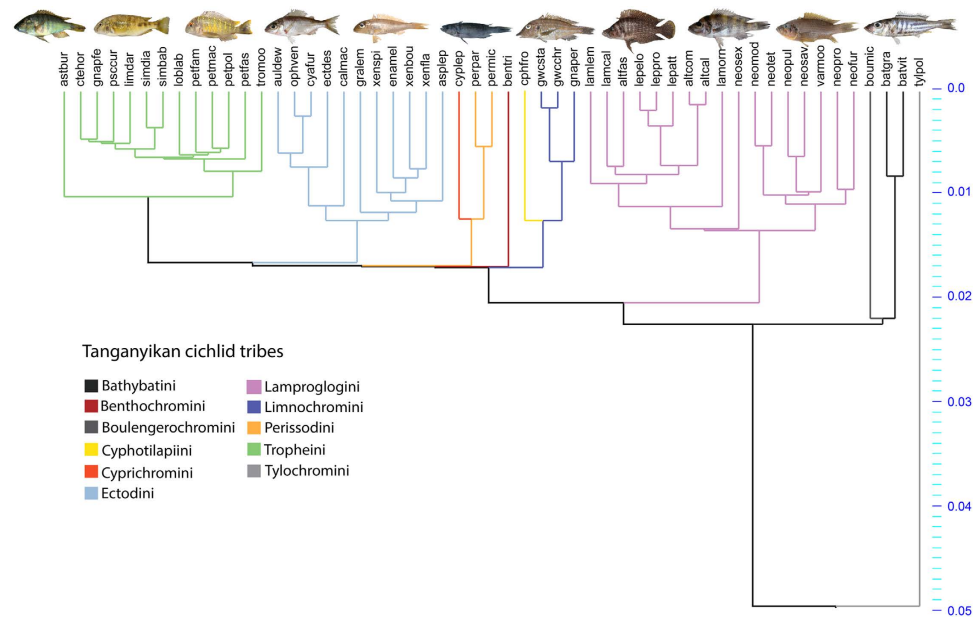 astbur
ctehor
gnapfe
psccur
limdar
simdia
simbab
loblab
petfam
petmac
petpol
petfas
tromoo
auldew
ophven
cyafur
ectdes
calmac
gralem
xenspi
enamel
xenbou
xenfla
asplep
cyplep
perpar
permic
bentri
cphfro
gwcsta
gwcchr
gnaper
lamlem
lamcal
altfas
lepelo
leppro
lepatt
altcom
altcal
lamorn
neosex
neomod
neotet
neopul
neosav
varmoo
neopro
neofur
boumic
batgra
batvit
tylpol
0.0
0.01
0.02
0.03
0.04
0.05
Tanganyikan cichlid tribes
Bathybatini
Benthochromini
Boulengerochromini
Cyphotilapiini
Cyprichromini
Ectodini
Lamproglogini
Limnochromini
Perissodini
Tropheini
Tylochromini